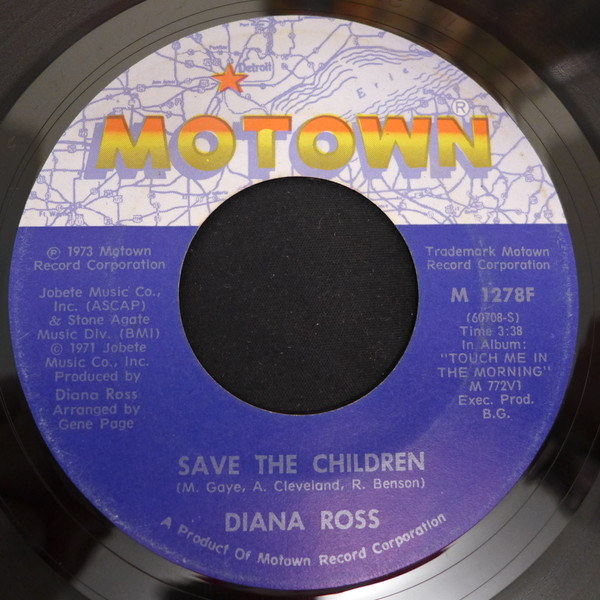 Detroit
Erie
MOTOWN®
℗ 1973 Motown
Record Corporation
Jobete Music Co.,
Inc. (ASCAP)
& Stone Agate
Music Div. (BMI)
© 1971 Jobete
Music Co., Inc.
Produced by
Diana Ross
Arranged by
Gene Page
Trademark Motown
Record Corporation
M 1278F
(60708-S)
Time 3:38
In Album:
"TOUCH ME IN
THE MORNING"
M 772V1
Exec. Prod.
B.G.
SAVE THE CHILDREN
(M. Gaye, A. Cleveland, R. Benson)
DIANA ROSS
A Product Of Motown Record Corporation